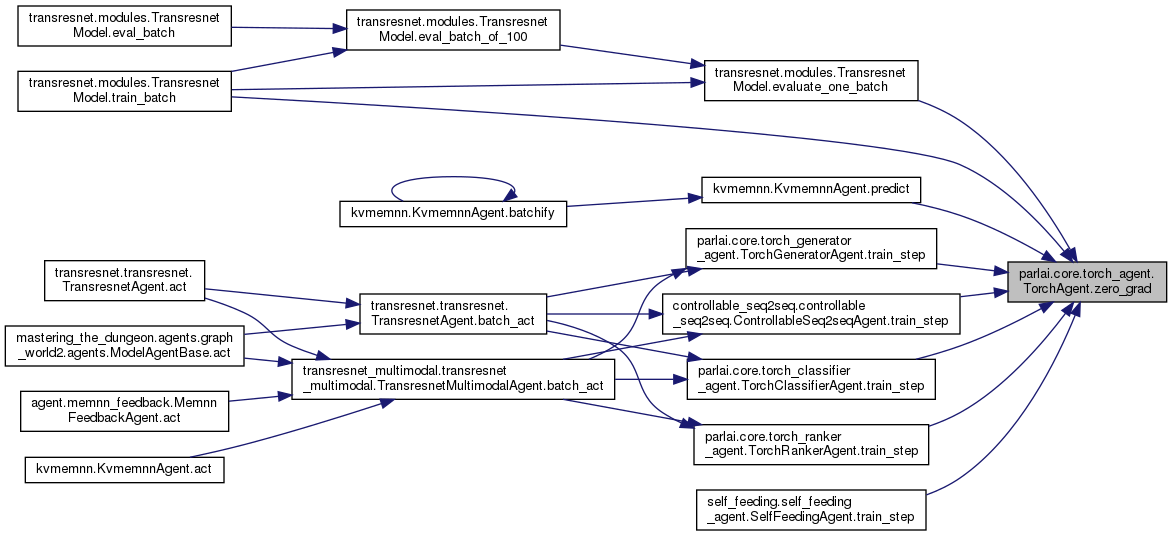 transresnet.modules.Transresnet
Model.eval_batch
transresnet.modules.Transresnet
Model.eval_batch_of_100
transresnet.modules.Transresnet
Model.train_batch
transresnet.modules.Transresnet
Model.evaluate_one_batch
kvmemnn.KvmemnnAgent.predict
kvmemnn.KvmemnnAgent.batchify
parlai.core.torch_generator
_agent.TorchGeneratorAgent.train_step
transresnet.transresnet.
TransresnetAgent.act
parlai.core.torch_agent.
TorchAgent.zero_grad
transresnet.transresnet.
TransresnetAgent.batch_act
controllable_seq2seq.controllable
_seq2seq.ControllableSeq2seqAgent.train_step
mastering_the_dungeon.agents.graph
_world2.agents.ModelAgentBase.act
transresnet_multimodal.transresnet
_multimodal.TransresnetMultimodalAgent.batch_act
parlai.core.torch_classifier
_agent.TorchClassifierAgent.train_step
agent.memnn_feedback.Memnn
FeedbackAgent.act
parlai.core.torch_ranker
_agent.TorchRankerAgent.train_step
kvmemnn.KvmemnnAgent.act
self_feeding.self_feeding
_agent.SelfFeedingAgent.train_step